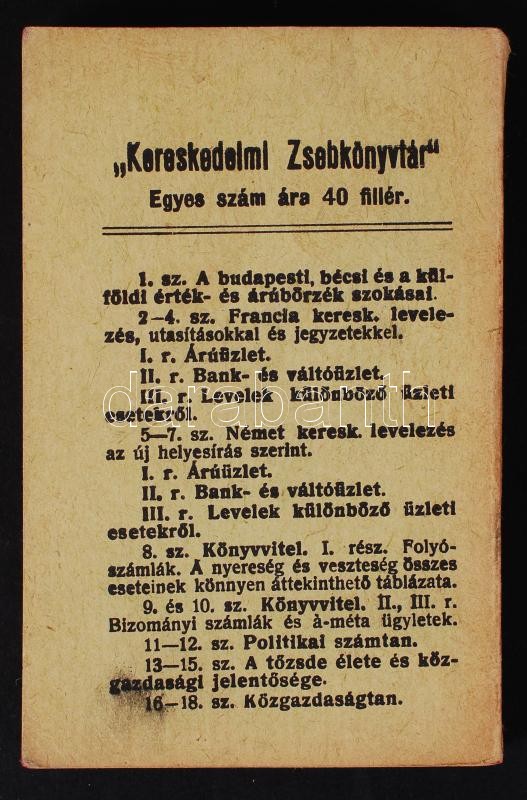 „Kereskedelmi Zsebkönyvtár“
Egyes szám ára 40 fillér.
1. sz. A budapesti, bécsi és a kül-
földi érték- és árúbörzék szokásai.
2—4. sz. Francia keresk. levele-
zés, utasításokkal és jegyzetekkel.
I. r. Árúüzlet.
II. r. Bank- és váltóüzlet.
III. r. Levelek különböző üzleti
esetekről.
darabanth
5—7. sz. Német keresk. levelezés
az új helyesírás szerint.
I. r. Árúüzlet.
II. r. Bank- és váltóüzlet.
III. r. Levelek különböző üzleti
esetekről.
8. sz. Könyvvitel. I. rész. Folyó-
számlák. A nyereség és veszteség összes
eseteinek könnyen áttekinthető táblázata.
9. és 10. sz. Könyvvitel. II., III. r.
Bizományi számlák és à-méta ügyletek.
11—12. sz. Politikai számtan.
13—15. sz. A tőzsde élete és köz-
gazdasági jelentősége.
16—18. sz. Közgazdaságtan.